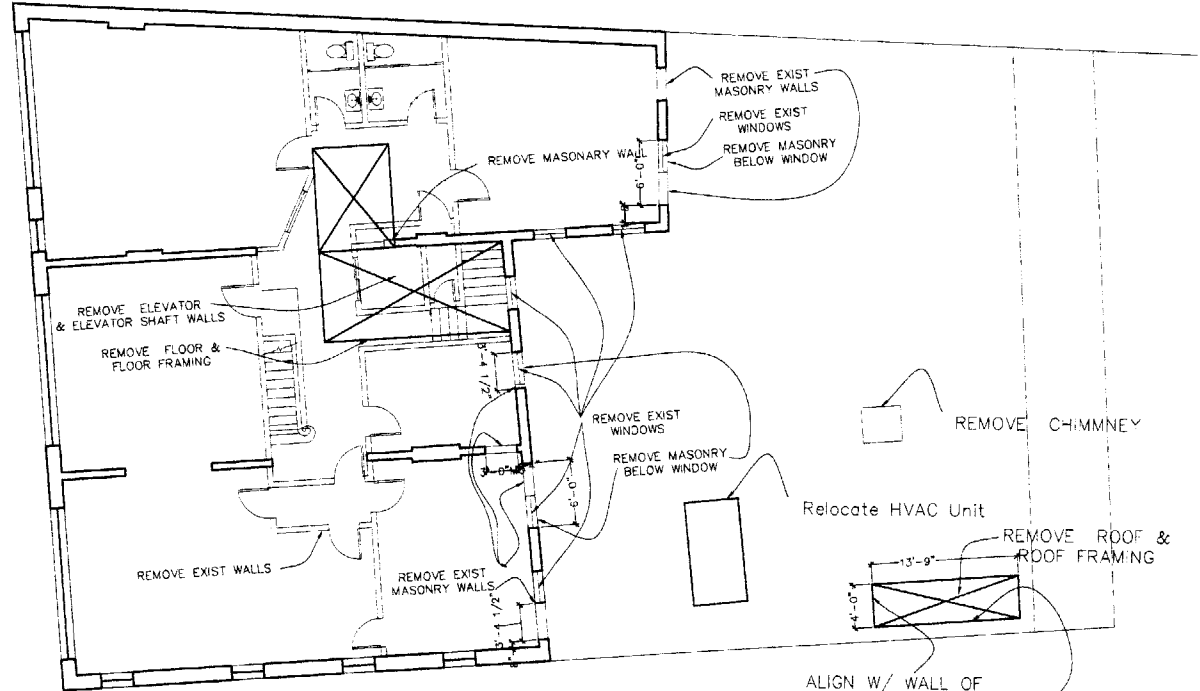 REMOVE EXIST
MASONRY WALLS
REMOVE EXIST
WINDOWS
REMOVE MASONRY
BELOW WINDOW
REMOVE MASONARY WALL
6'-0"
REMOVE ELEVATOR
& ELEVATOR SHAFT WALLS
REMOVE FLOOR &
FLOOR FRAMING
3'-4 1/2"
REMOVE EXIST
WINDOWS
REMOVE MASONRY
BELOW WINDOW
3'-0"
6'-0"
REMOVE CHIMMNEY
Relocate HVAC Unit
REMOVE ROOF &
ROOF FRAMING
13'-9"
4'-0"
REMOVE EXIST WALLS
REMOVE EXIST
MASONRY WALLS
3'-4 1/2"
8"
ALIGN W/ WALL OF